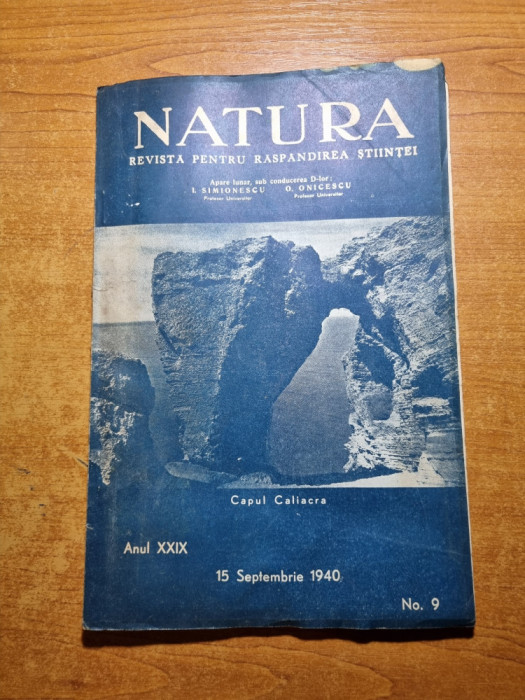 NATURA
REVISTA PENTRU RASPANDIREA ȘTIINȚEI
Apare lunar, sub conducerea D-lor:
I. SIMIONESCU O. ONICESCU
Profesor Universitar Profesor Universitar
Capul Caliacra
Anul XXIX
15 Septembrie 1940
No. 9